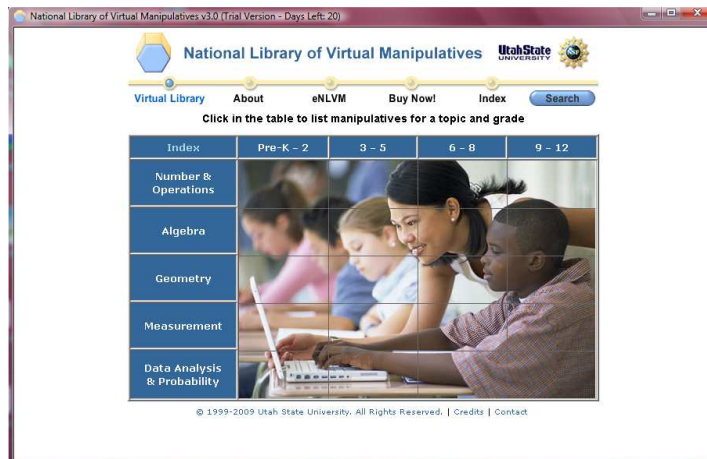 National Library of Virtual Manipulatives v3.0 (Trial Version - Days Left: 20)
National Library of Virtual Manipulatives
UtahState
UNIVERSITY
NSF
Virtual Library About eNLVM Buy Now! Index Search
Click in the table to list manipulatives for a topic and grade
Index Pre-K – 2 3 – 5 6 – 8 9 – 12
Number &
Operations
Algebra
Geometry
Measurement
Data Analysis
& Probability
© 1999-2009 Utah State University. All Rights Reserved. | Credits | Contact